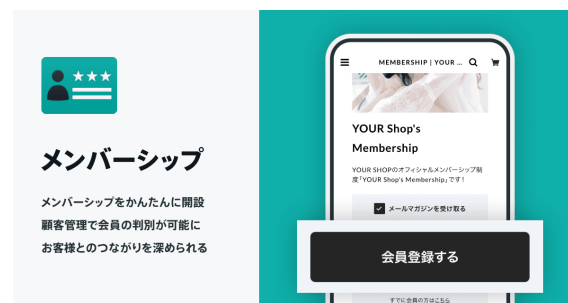 メンバーシップ
メンバーシップをかんたんに開設
顧客管理で会員の判別が可能に
お客様とのつながりを深められる
MEMBERSHIP | YOUR ...
YOUR Shop's
Membership
YOUR SHOPのオフィシャルメンバーシップ制
度「YOUR Shop's Membership」です!
メールマガジンを受け取る
会員登録する
すでに会員の方はこちら